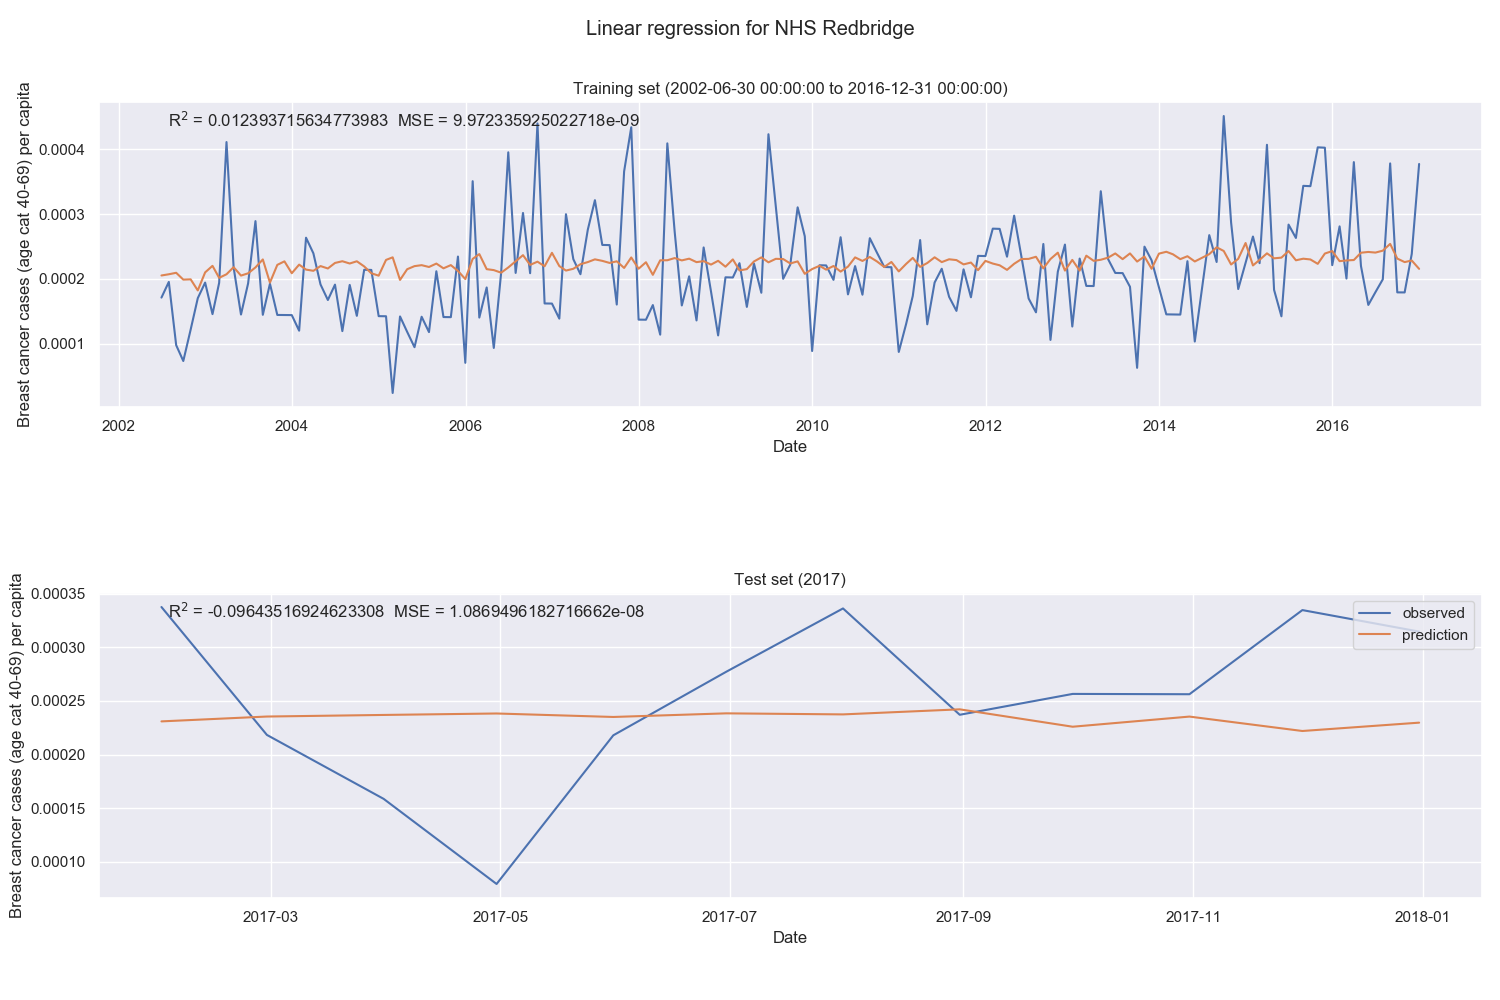 Linear regression for NHS Redbridge
Training set (2002-06-30 00:00:00 to 2016-12-31 00:00:00)
R² = 0.012393715634773983 MSE = 9.972335925022718e-09
Breast cancer cases (age cat 40-69) per capita
0.0004
0.0003
0.0002
0.0001
2002 2004 2006 2008 2010 2012 2014 2016
Date
Test set (2017)
R² = -0.09643516924623308 MSE = 1.0869496182716662e-08
observed
prediction
Breast cancer cases (age cat 40-69) per capita
0.00035
0.00030
0.00025
0.00020
0.00015
0.00010
2017-03 2017-05 2017-07 2017-09 2017-11 2018-01
Date